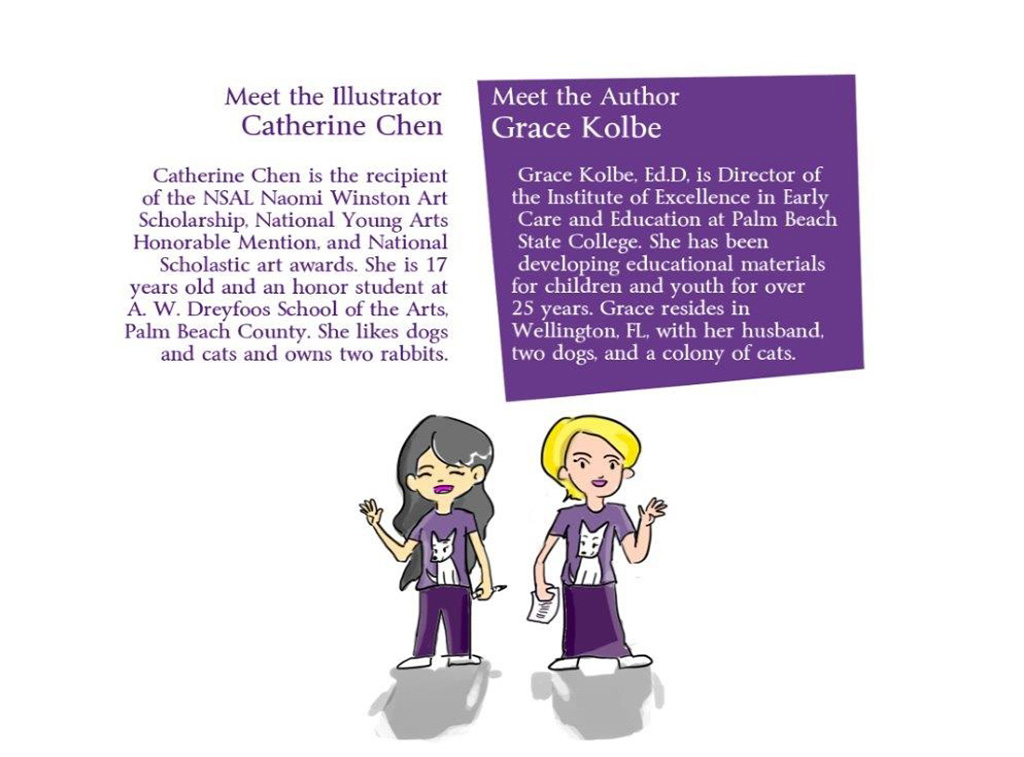 Meet the Illustrator
Catherine Chen
Catherine Chen is the recipient
of the NSAL Naomi Winston Art
Scholarship, National Young Arts
Honorable Mention, and National
Scholastic art awards. She is 17
years old and an honor student at
A. W. Dreyfoos School of the Arts,
Palm Beach County. She likes dogs
and cats and owns two rabbits.
Meet the Author
Grace Kolbe
Grace Kolbe, Ed.D, is Director of
the Institute of Excellence in Early
Care and Education at Palm Beach
State College. She has been
developing educational materials
for children and youth for over
25 years. Grace resides in
Wellington, FL, with her husband,
two dogs, and a colony of cats.